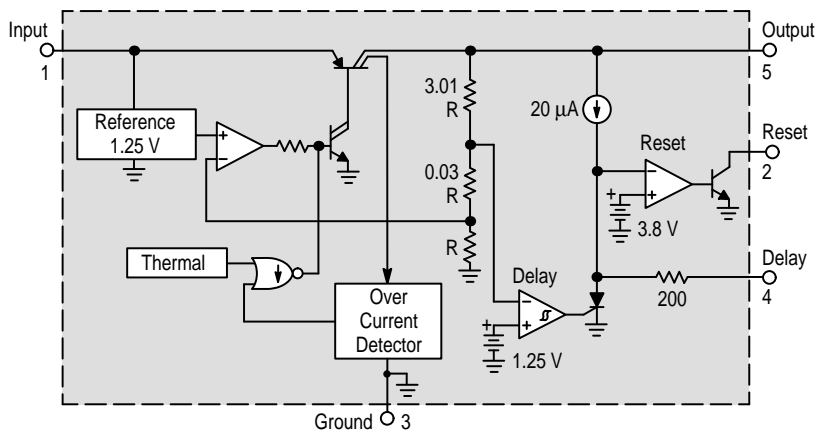 Input
1
Output
5
3.01
R
20 μA
Reference
1.25 V
+
−
Reset
Reset
2
−
+
0.03
R
+
3.8 V
R
Thermal
Delay
Delay
4
200
−
+
Over
Current
Detector
+
1.25 V
Ground
3